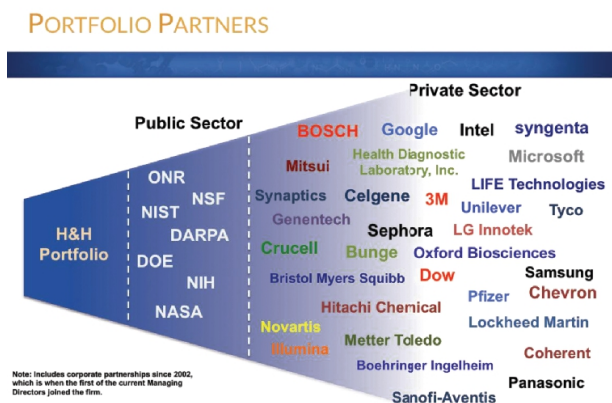 PORTFOLIO PARTNERS
Private Sector
Public Sector
BOSCH Google Intel syngenta
Mitsui Health Diagnostic Laboratory, Inc. Microsoft
ONR
LIFE Technologies
NSF
Synaptics Celgene 3M
Unilever Tyco
NIST
Genentech
H&H
Portfolio
DARPA
Sephora LG Innotek
Crucell Bunge Oxford Biosciences
DOE
Bristol Myers Squibb Dow Samsung
NIH
Pfizer Chevron
NASA
Hitachi Chemical
Novartis
Lockheed Martin
Illumina Metter Toledo
Coherent
Boehringer Ingelheim
Panasonic
Sanofi-Aventis
Note: Includes corporate partnerships since 2002,
which is when the first of the current Managing
Directors joined the firm.